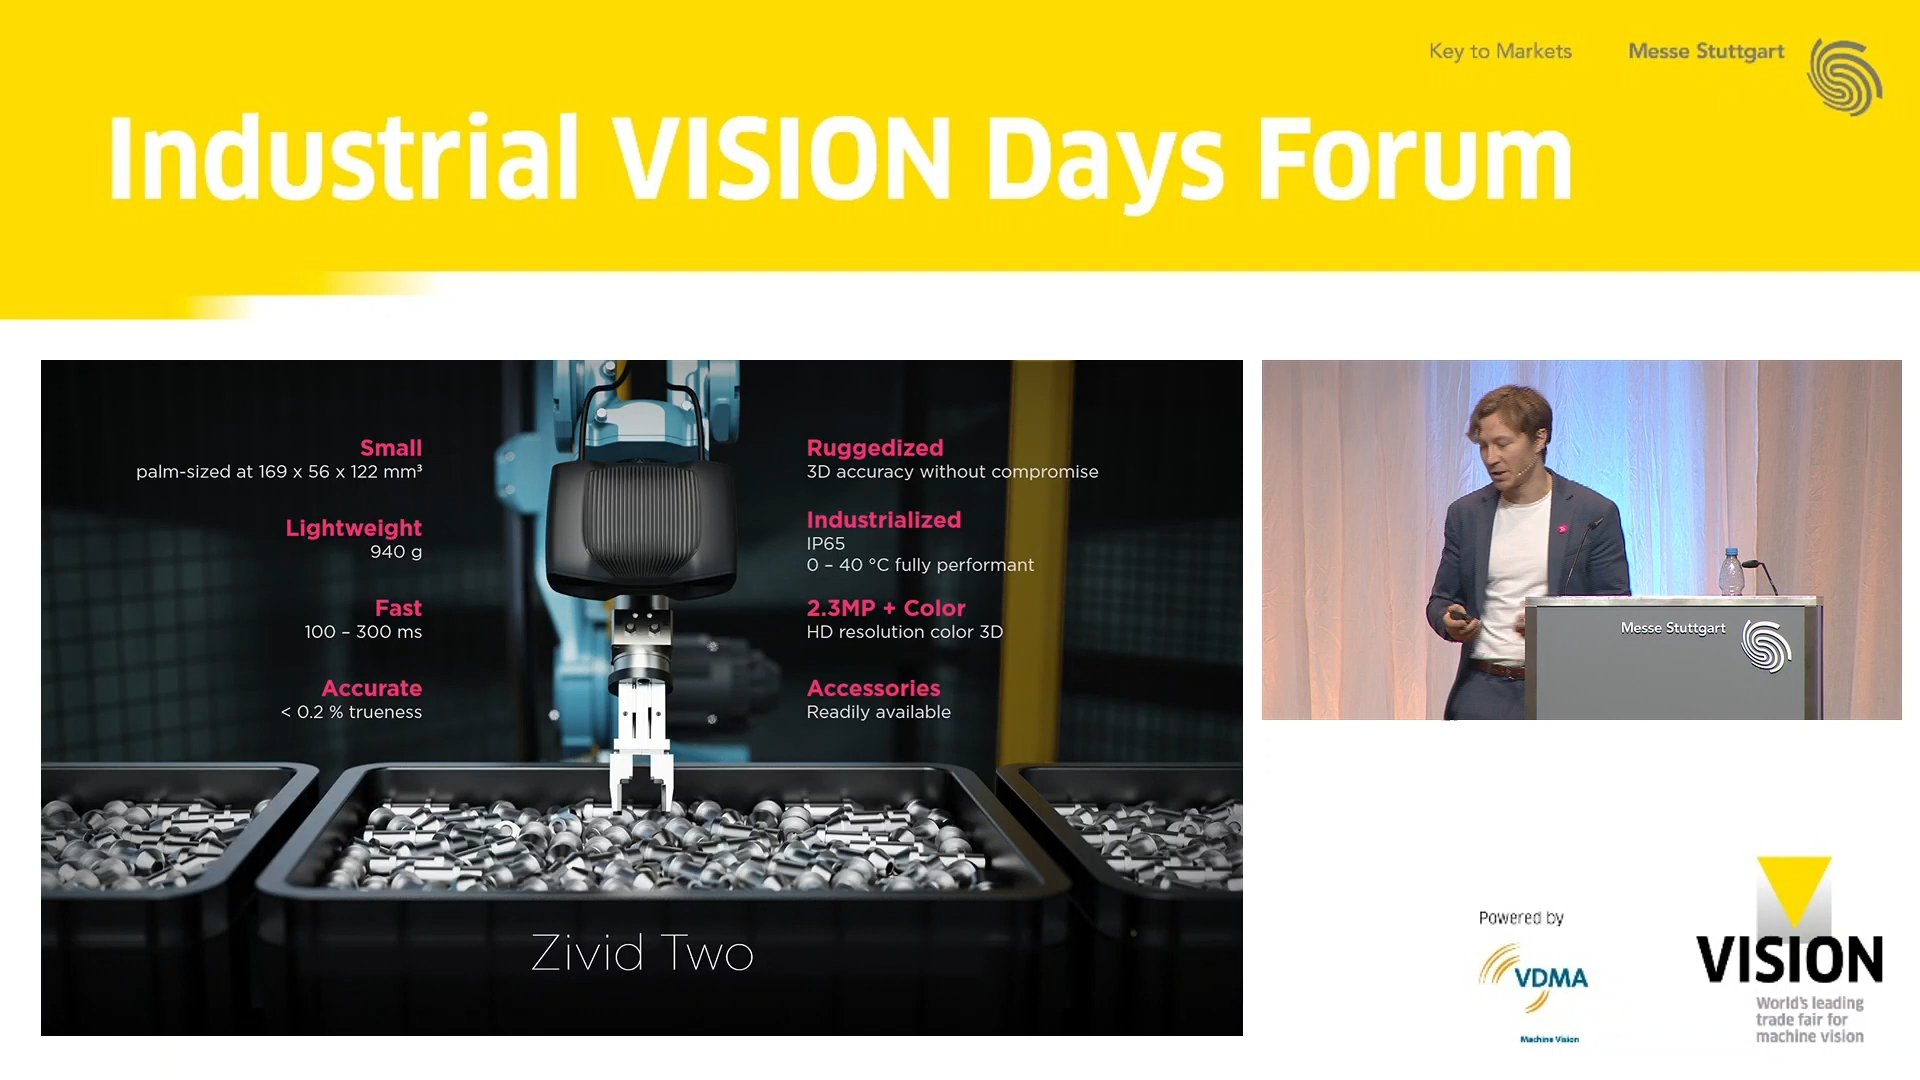 Key to Markets
Messe Stuttgart
Industrial VISION Days Forum
Small
palm-sized at 169 x 56 x 122 mm³
Lightweight
940 g
Fast
100 – 300 ms
Accurate
< 0.2 % trueness
Ruggedized
3D accuracy without compromise
Industrialized
IP65
0 – 40 °C fully performant
2.3MP + Color
HD resolution color 3D
Accessories
Readily available
Zivid Two
Messe Stuttgart
Powered by
VDMA
Machine Vision
VISION
World's leading
trade fair for
machine vision